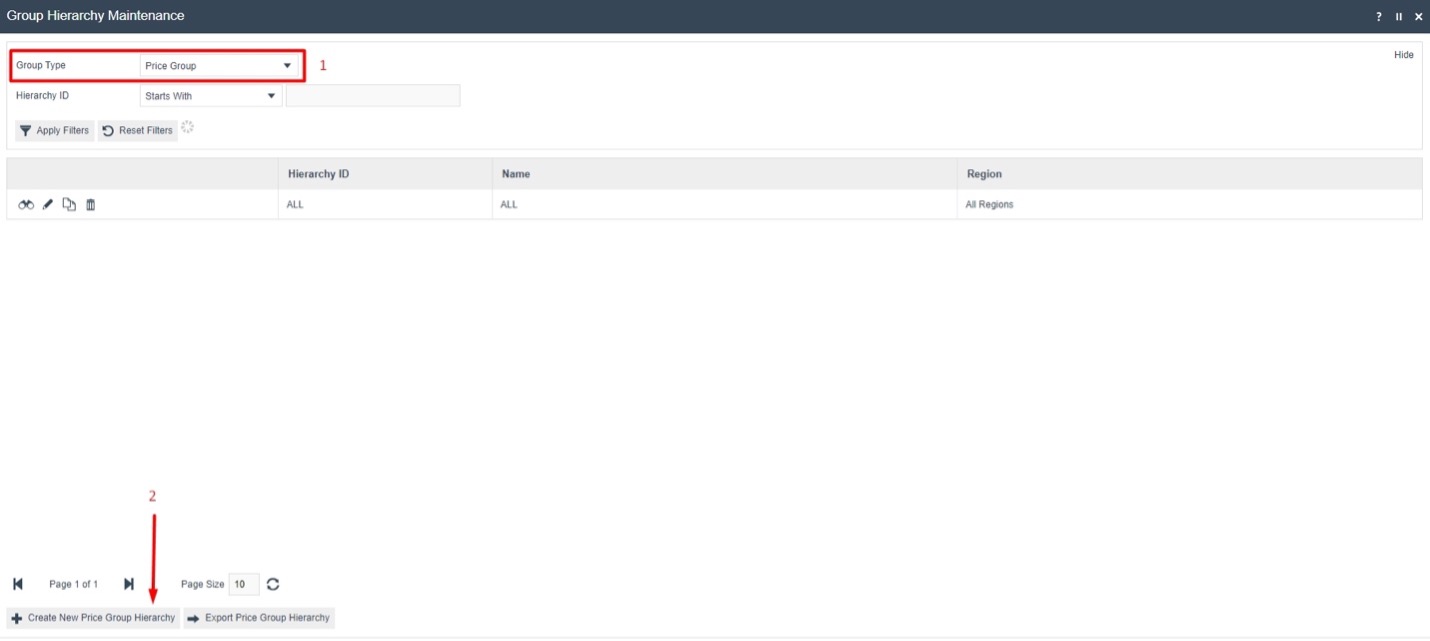 Group Hierarchy Maintenance
?
Hide
Group Type Price Group 1
Hierarchy ID Starts With
Apply Filters Reset Filters
Hierarchy ID Name Region
ALL ALL All Regions
2
Page 1 of 1 Page Size 10
Create New Price Group Hierarchy Export Price Group Hierarchy